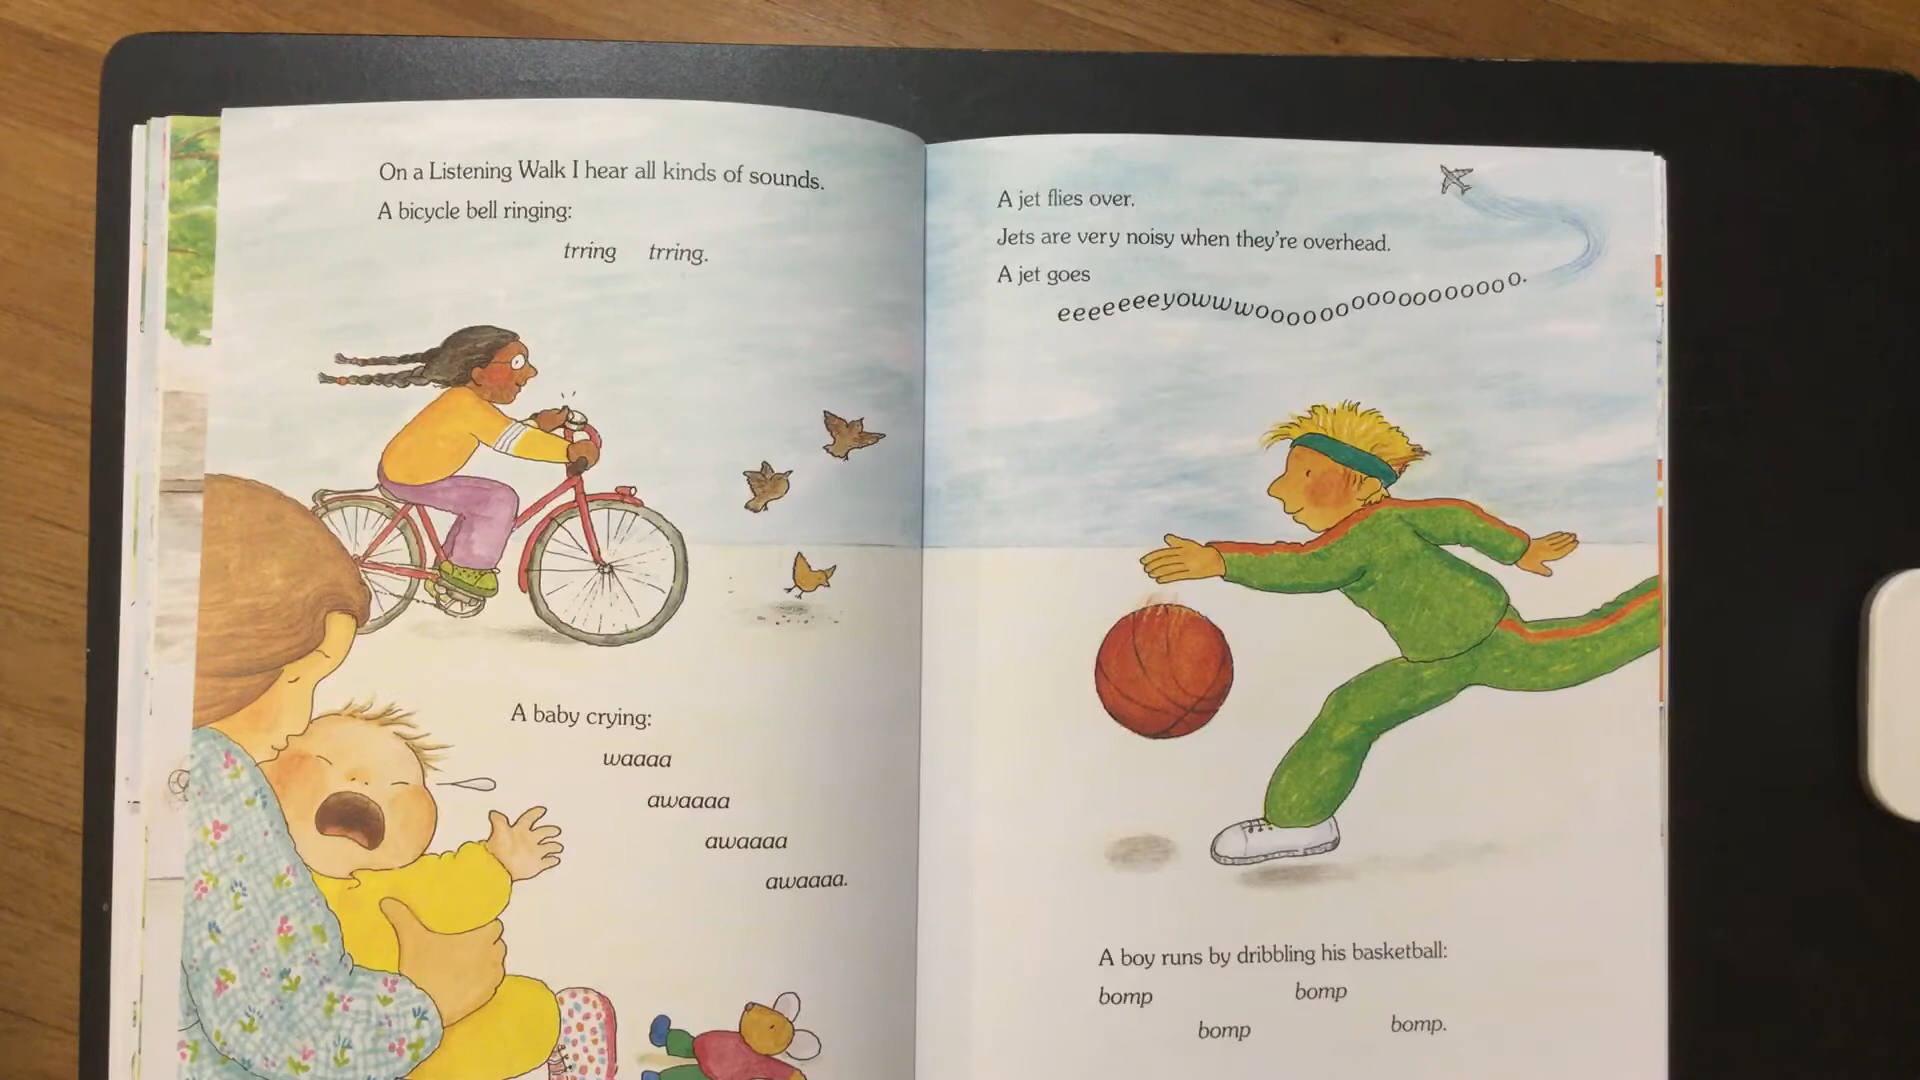 On a Listening Walk I hear all kinds of sounds.
A bicycle bell ringing:
trring trring.
A baby crying:
waaaa
awaaaa
awaaaa
awaaaa.
A jet flies over.
Jets are very noisy when they're overhead.
A jet goes
eeeeeeeyowwwoooooooooooooooooo.
A boy runs by dribbling his basketball:
bomp bomp
bomp bomp.